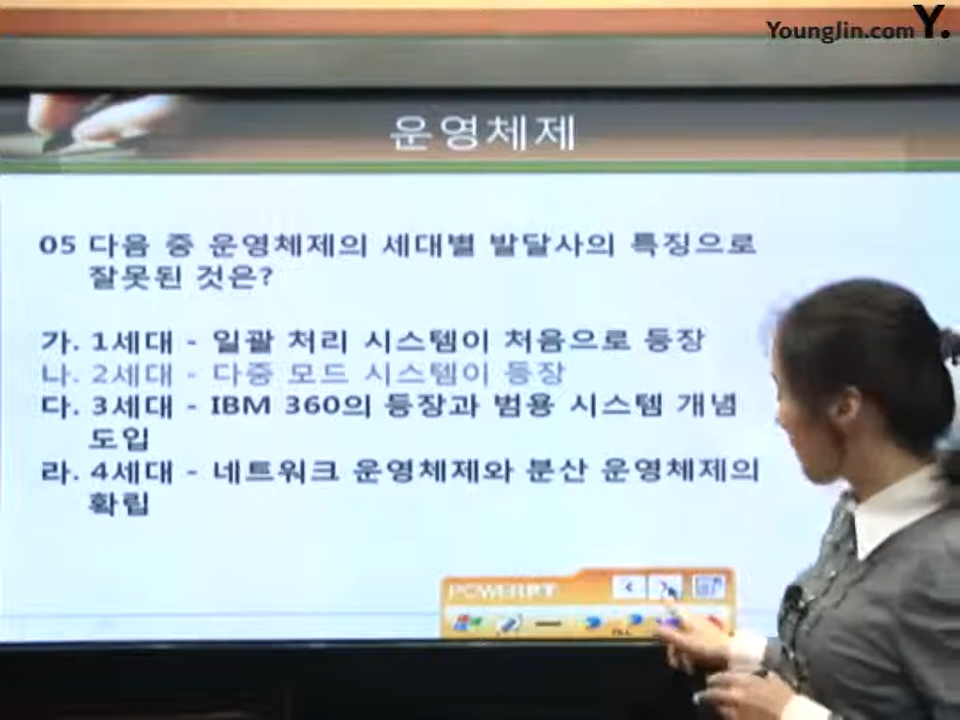 YoungJin.com Y.
운영체제
05 다음 중 운영체제의 세대별 발달사의 특징으로
잘못된 것은?
가. 1세대 - 일괄 처리 시스템이 처음으로 등장
나. 2세대 - 다중 모드 시스템이 등장
다. 3세대 - IBM 360의 등장과 범용 시스템 개념
도입
라. 4세대 - 네트워크 운영체제와 분산 운영체제의
확립
POWERPT